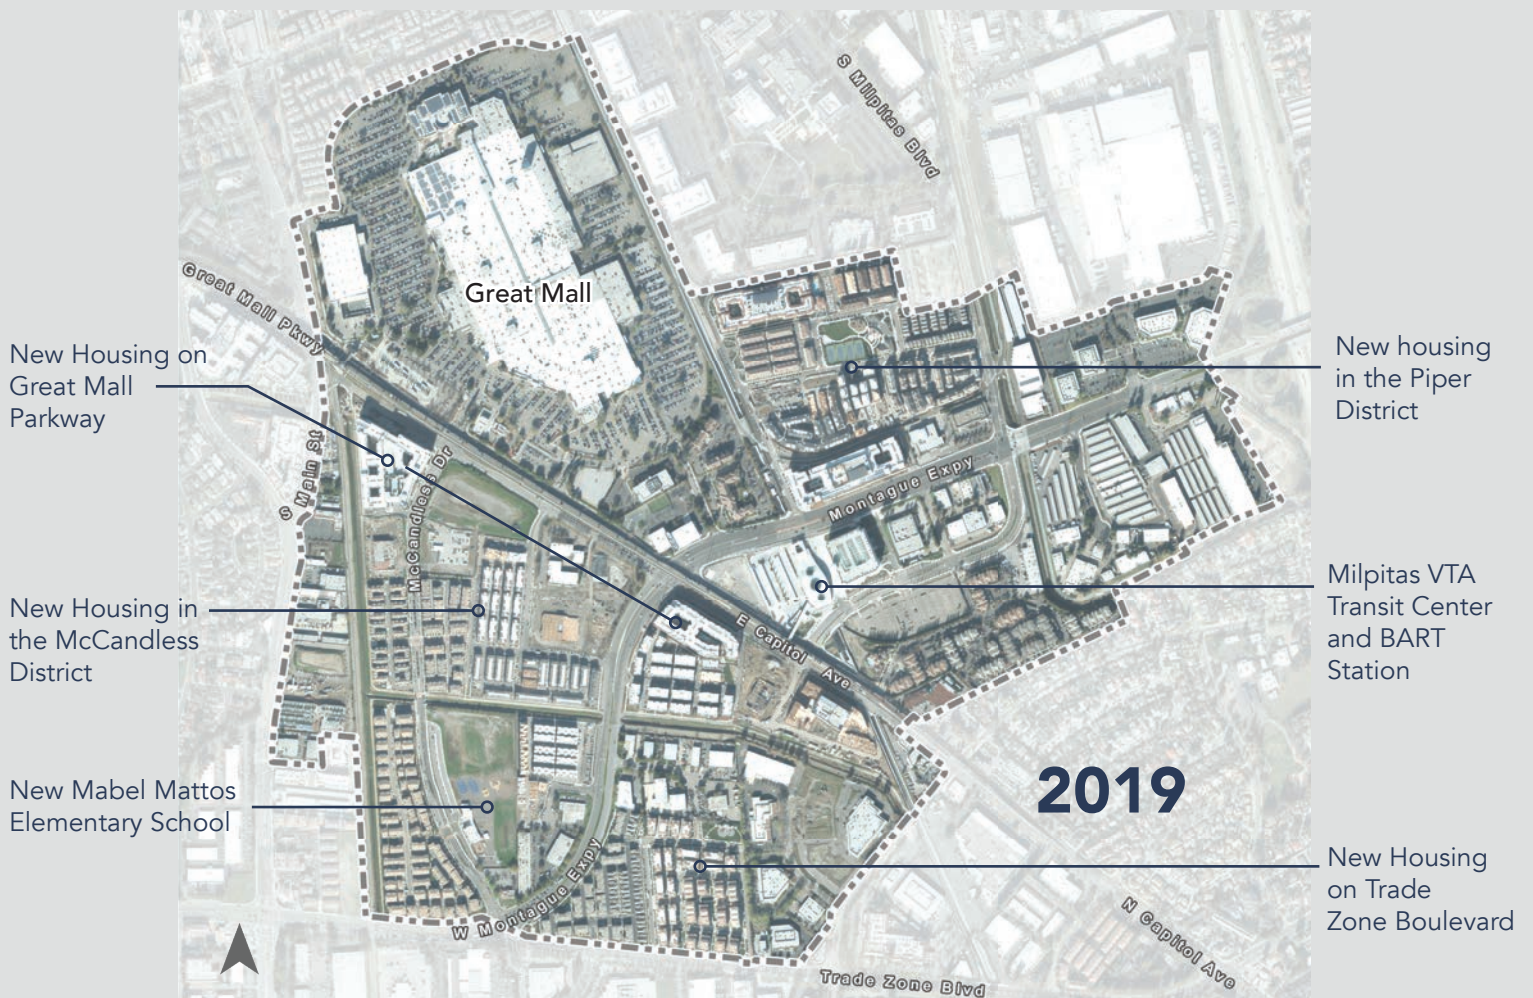 S Milpitas Blvd
Great Mall Pkwy
Great Mall
New Housing on
Great Mall
Parkway
New housing
in the Piper
District
S Main St
McCandless Dr
Montague Expy
New Housing in
the McCandless
District
Milpitas VTA
Transit Center
and BART
Station
E Capitol Ave
New Mabel Mattos
Elementary School
2019
New Housing
on Trade
Zone Boulevard
W Montague Expy
N Capitol Ave
Trade Zone Blvd